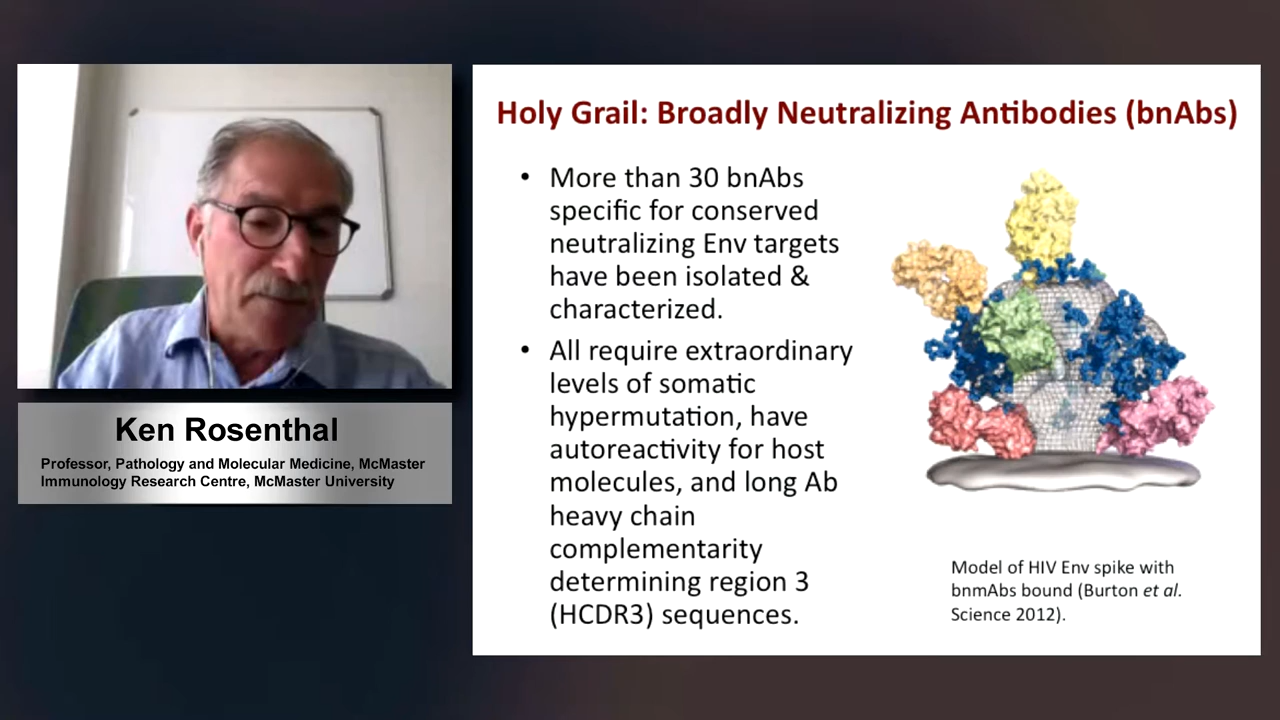 Ken Rosenthal
Professor, Pathology and Molecular Medicine, McMaster
Immunology Research Centre, McMaster University
Holy Grail: Broadly Neutralizing Antibodies (bnAbs)
• More than 30 bnAbs
specific for conserved
neutralizing Env targets
have been isolated &
characterized.
• All require extraordinary
levels of somatic
hypermutation, have
autoreactivity for host
molecules, and long Ab
heavy chain
complementarity
determining region 3
(HCDR3) sequences.
Model of HIV Env spike with
bnmAbs bound (Burton et al.
Science 2012).